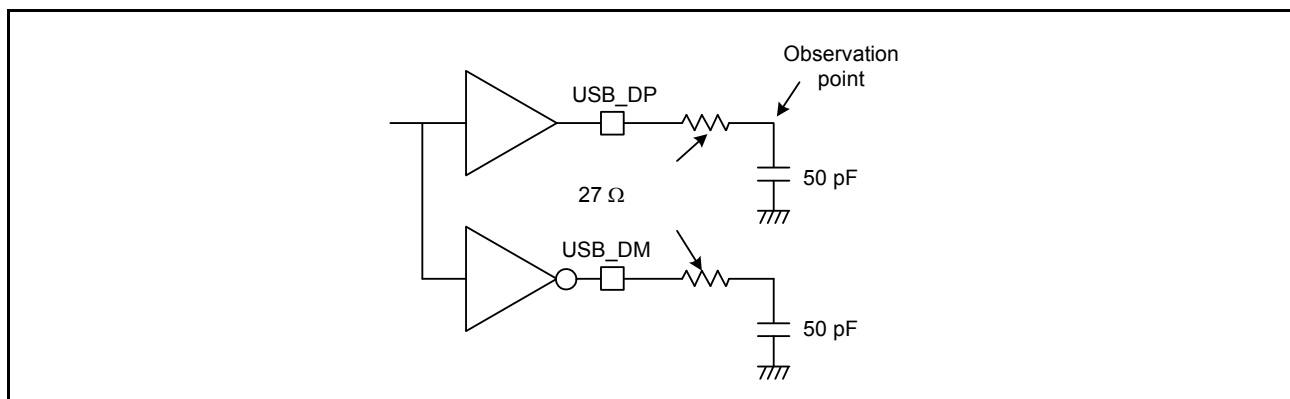 Observation
point
USB_DP
50 pF
27 Ω
USB_DM
50 pF